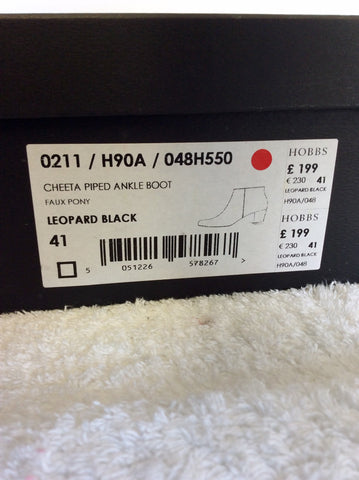 0211 / H90A / 048H550
CHEETA PIPED ANKLE BOOT
FAUX PONY
LEOPARD BLACK
41
5 051226 578267 >
HOBBS
£ 199
€ 230 41
LEOPARD BLACK
H90A/048
HOBBS
£ 199
€ 230 41
LEOPARD BLACK
H90A/048